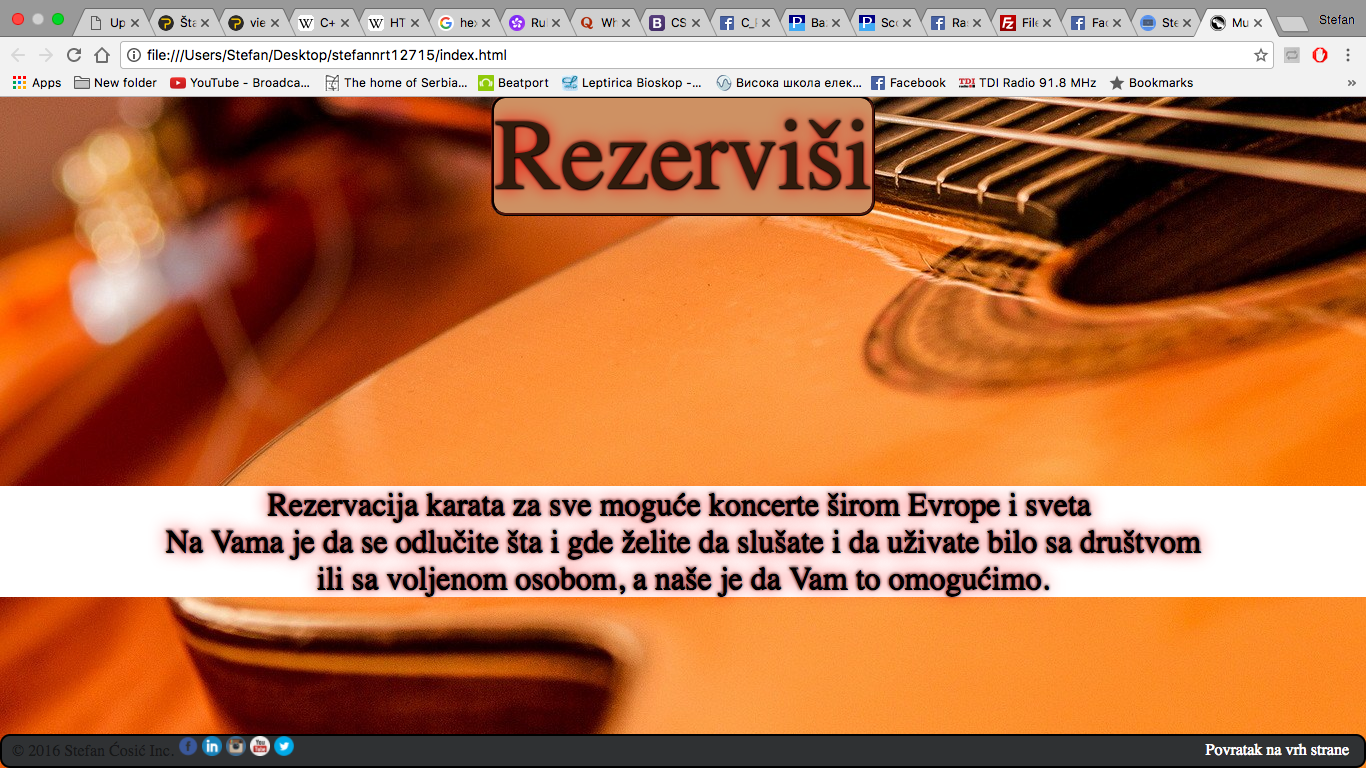 Up
Šta
vie
C+
HT
he
Ru
Wh
CS
C_
Ba
Sc
Ra
File
Fac
Ste
Mu
Stefan
file:///Users/Stefan/Desktop/stefannrt12715/index.html
Apps New folder YouTube - Broadca... The home of Serbia... Beatport Leptirica Bioskop -... Висока школа елек... Facebook TDI Radio 91.8 MHz Bookmarks »
Rezerviši
Rezervacija karata za sve moguće koncerte širom Evrope i sveta
Na Vama je da se odlučite šta i gde želite da slušate i da uživate bilo sa društvom
ili sa voljenom osobom, a naše je da Vam to omogućimo.
© 2016 Stefan Ćosić Inc.
Povratak na vrh strane